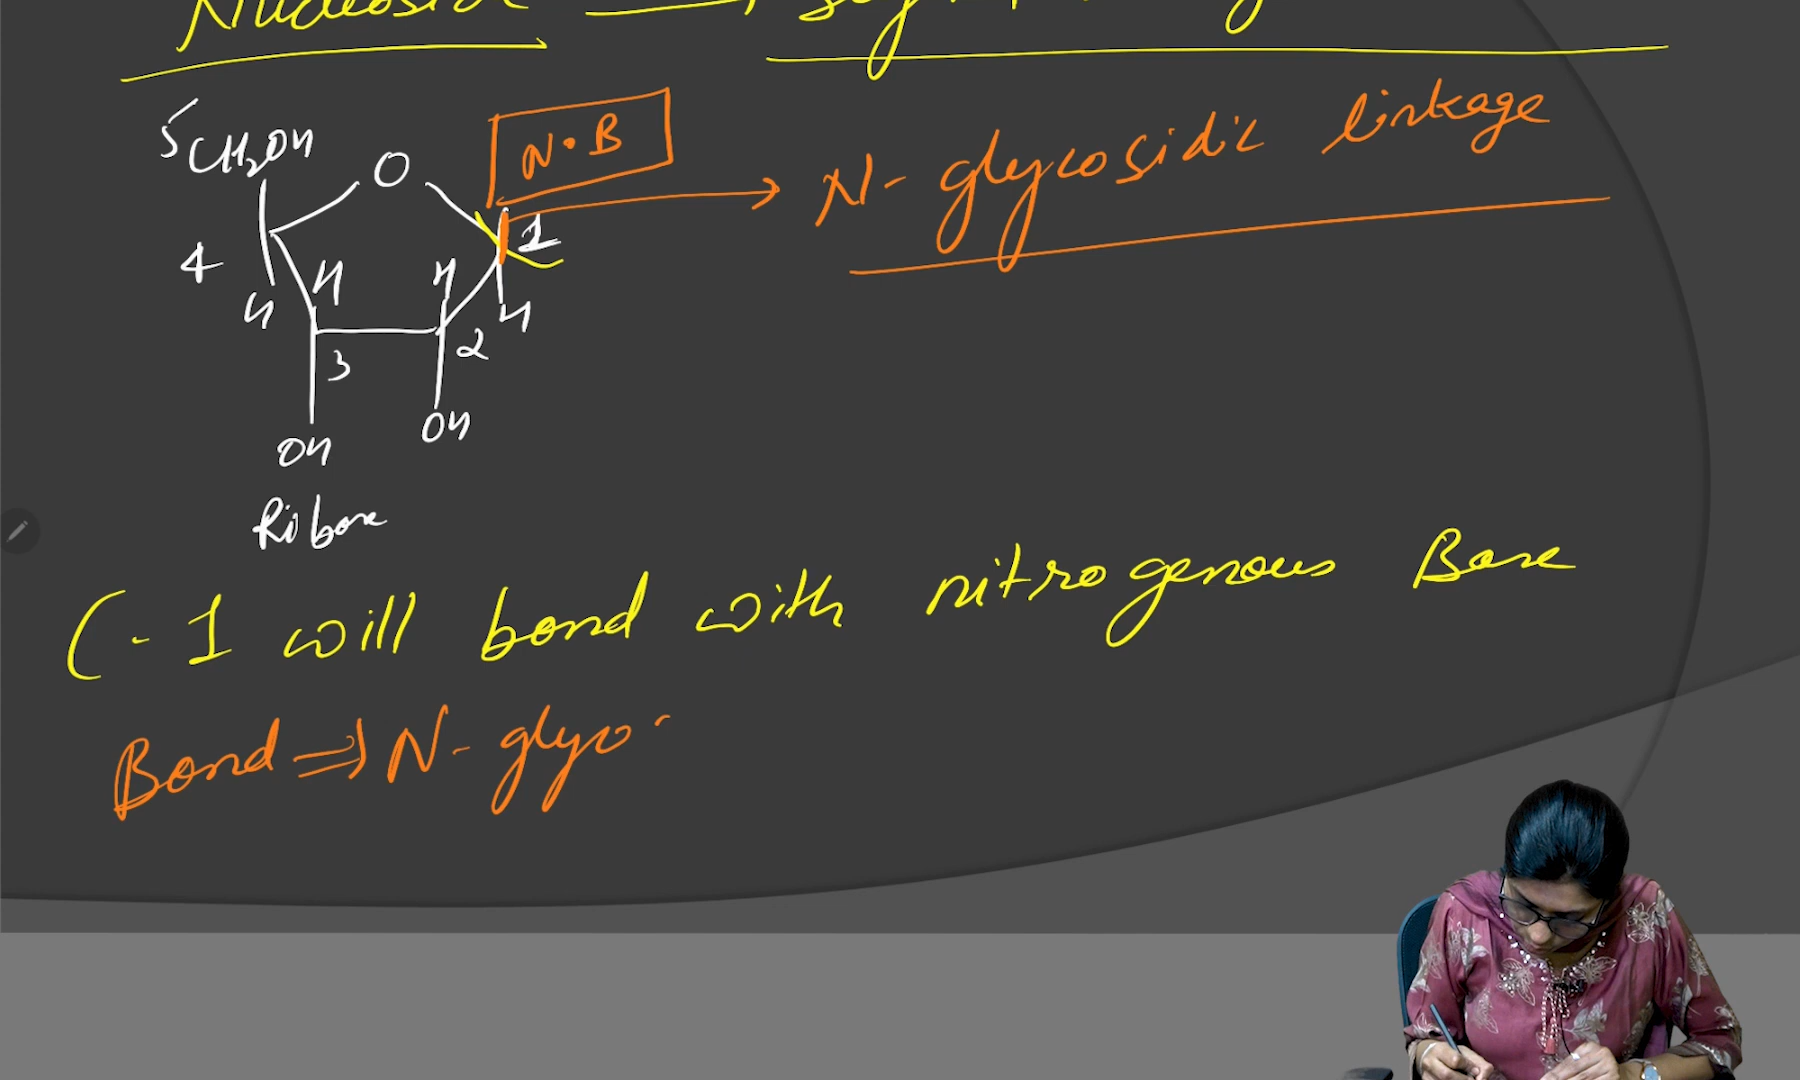 Nucleosid
N·B
N- glycosidic linkage
5 CH2OH
O
1
4
H
H
H
H
3
2
OH
OH
Ribose
C-1 will bond with nitrogenous Base
Bond ⇒ N- glyco